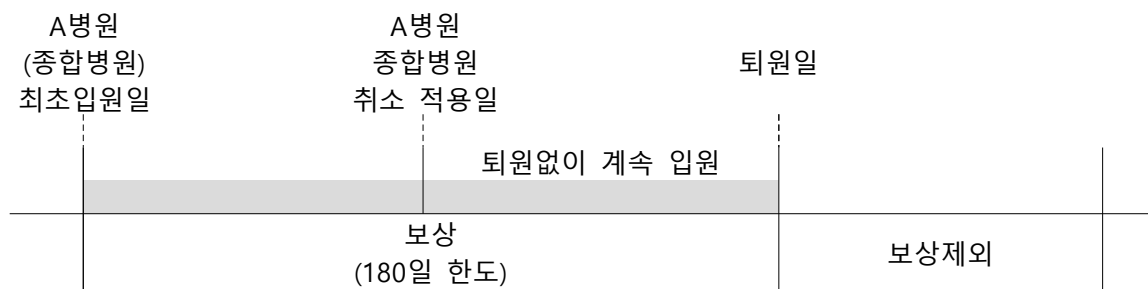 A병원
(종합병원)
최초입원일
A병원
종합병원
취소 적용일
퇴원일
퇴원없이 계속 입원
보상
(180일 한도)
보상제외